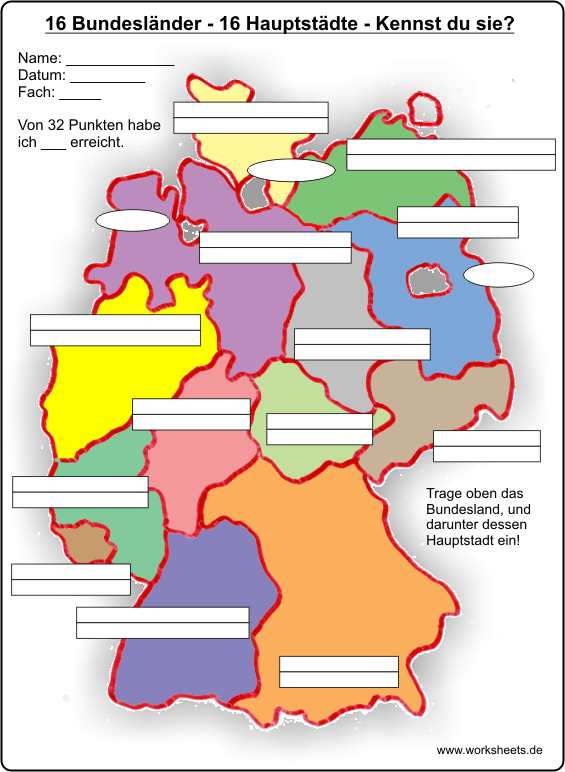 16 Bundesländer - 16 Hauptstädte - Kennst du sie?
Name: _____________
Datum: _________
Fach: _____
Von 32 Punkten habe
ich ___ erreicht.
Trage oben das
Bundesland, und
darunter dessen
Hauptstadt ein!
www.worksheets.de